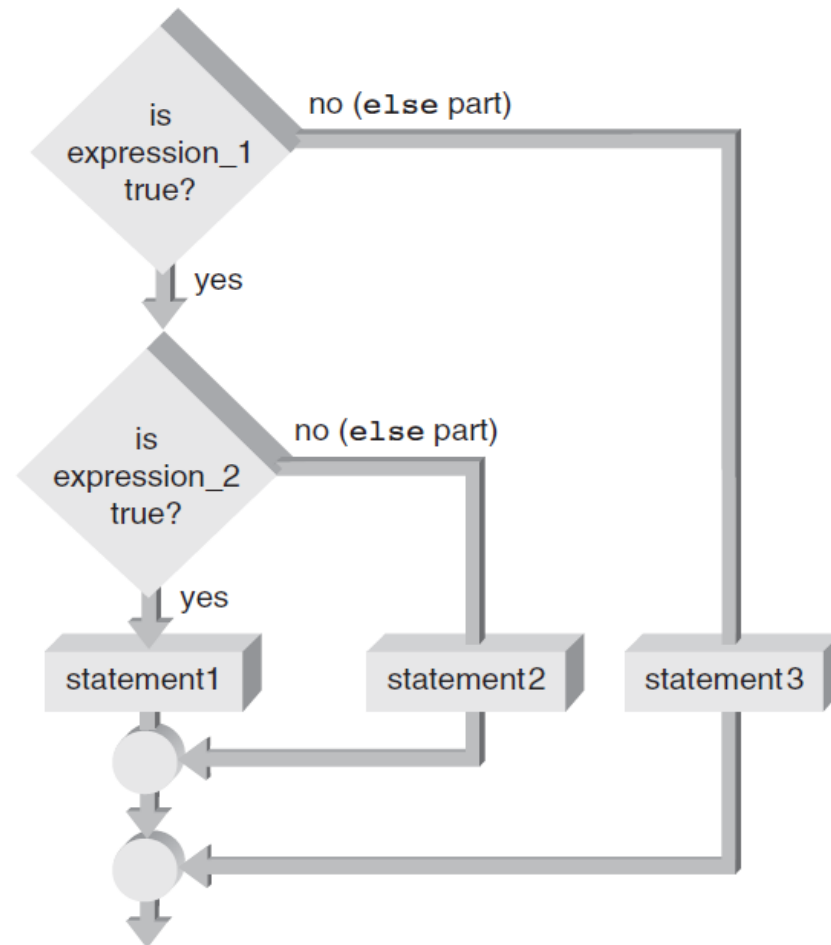 no (else part)
is
expression_1
true?
yes
no (else part)
is
expression_2
true?
yes
statement1
statement2
statement3